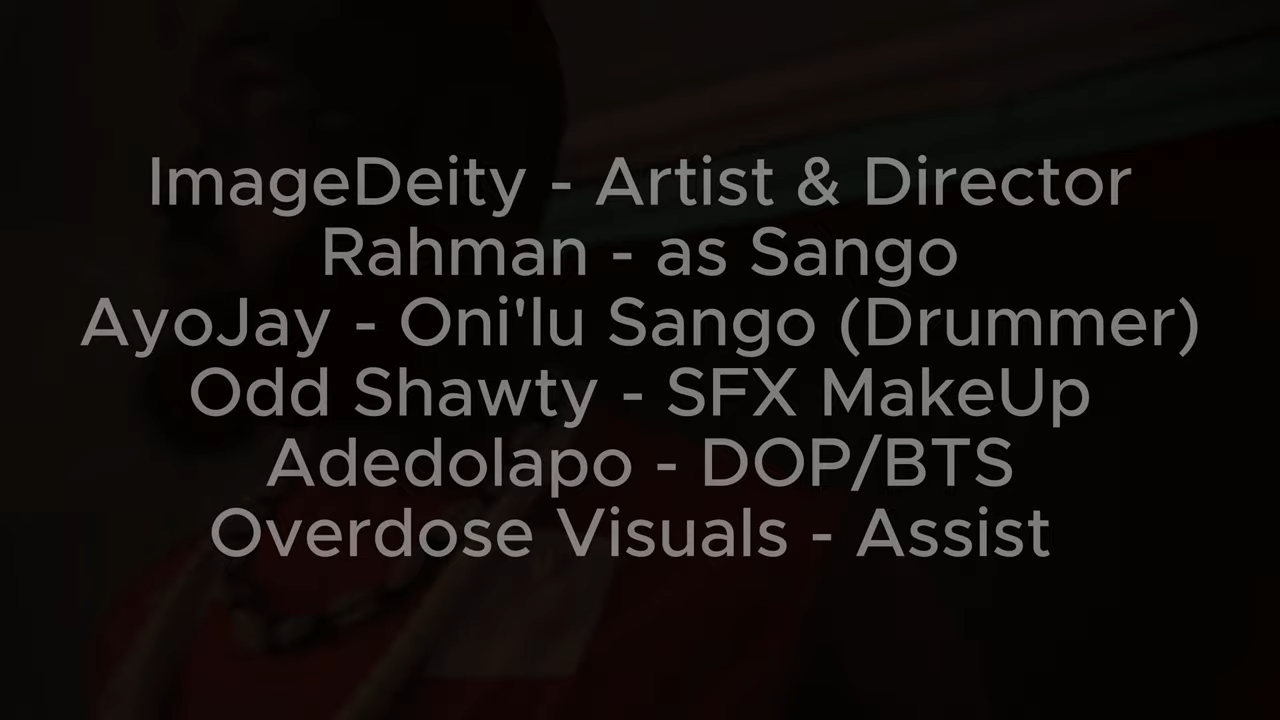 ImageDeity - Artist & Director
Rahman - as Sango
AyoJay - Oni'lu Sango (Drummer)
Odd Shawty - SFX MakeUp
Adedolapo - DOP/BTS
Overdose Visuals - Assist